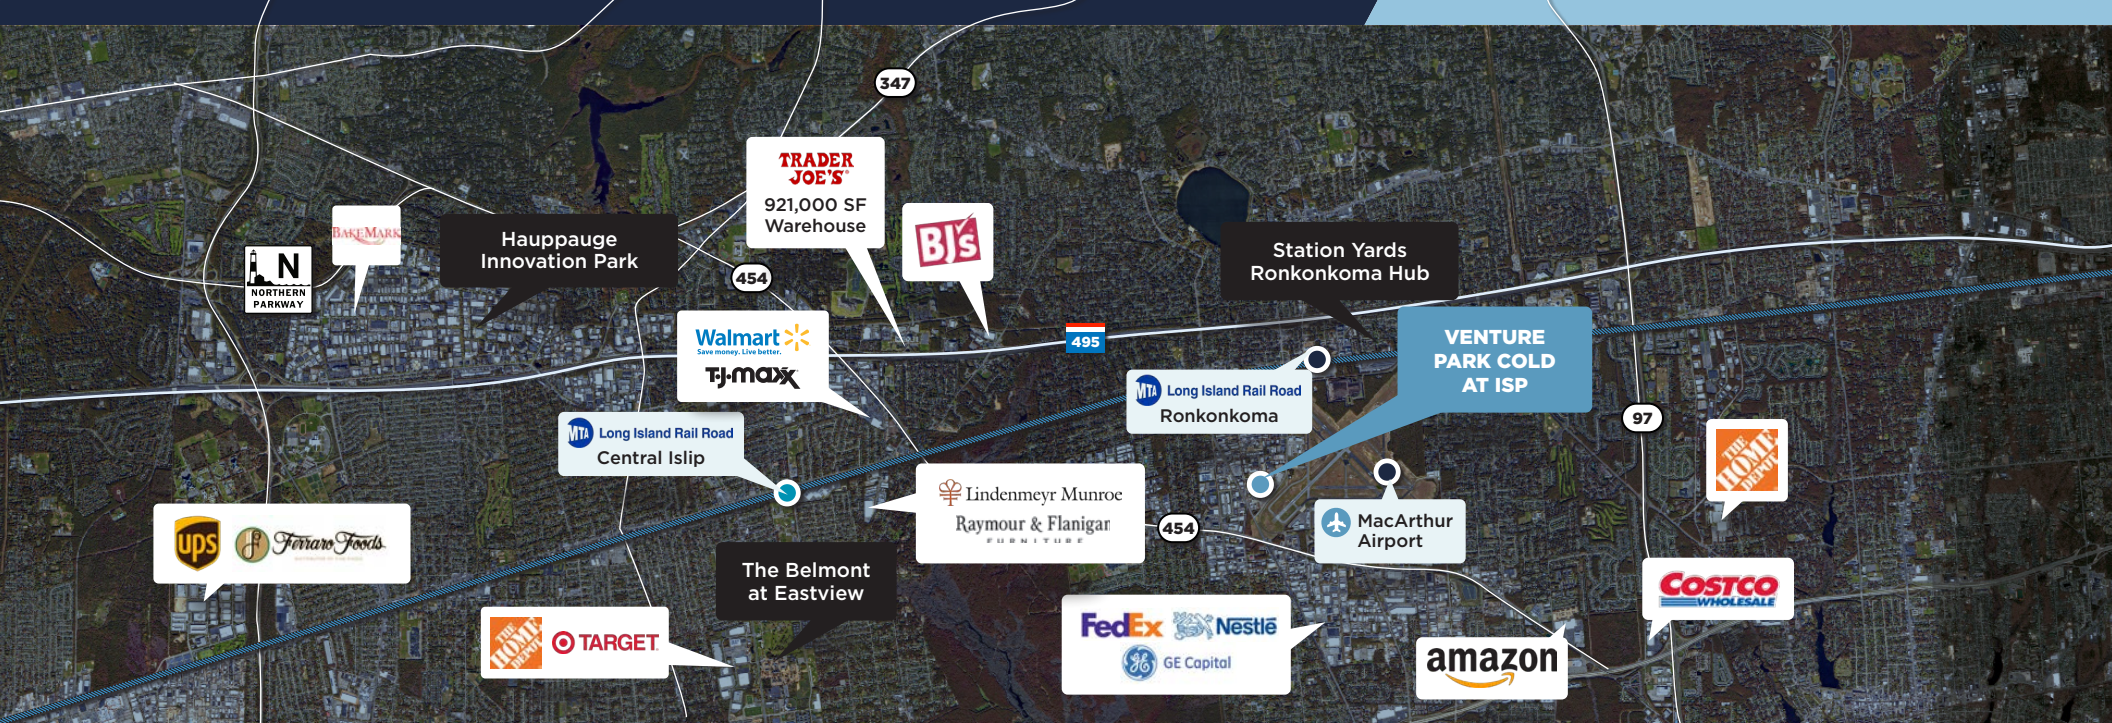 347
TRADER
JOE'S
921,000 SF
Warehouse
BAKEMARK
BJ's
Hauppauge
Innovation Park
Station Yards
Ronkonkoma Hub
N
NORTHERN
PARKWAY
454
Walmart
Save money. Live better.
T·J·maxx
495
VENTURE
PARK COLD
AT ISP
MTA Long Island Rail Road
Ronkonkoma
MTA Long Island Rail Road
Central Islip
97
THE
HOME
DEPOT
Lindenmeyr Munroe
Raymour & Flanigan
FURNITURE
454
MacArthur
Airport
ups
Ferraro Foods
The Belmont
at Eastview
COSTCO
WHOLESALE
THE
HOME
DEPOT
TARGET
FedEx Nestlé
GE Capital
amazon